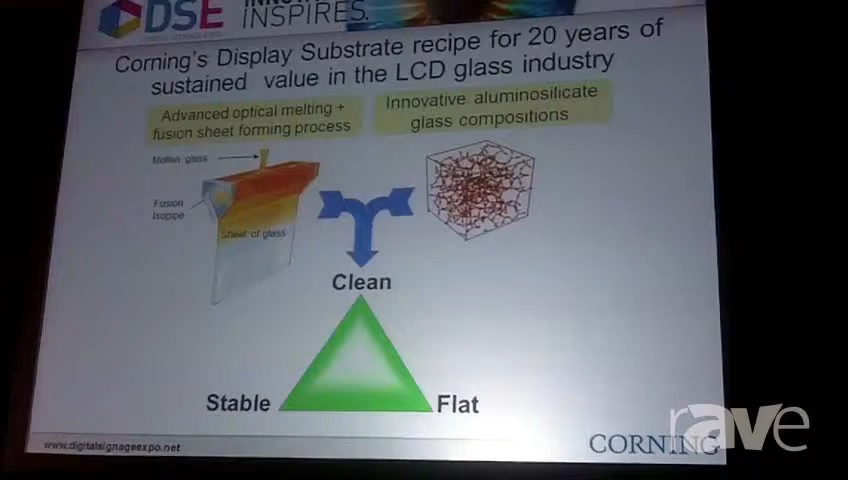 DSE
INSPIRES.
Corning's Display Substrate recipe for 20 years of
sustained value in the LCD glass industry
Advanced optical melting +
fusion sheet forming process
Innovative aluminosilicate
glass compositions
Molten glass
Fusion
Isopipe
Sheet of glass
Clean
Stable
Flat
www.digitalsignageexpo.net
CORNING
rave